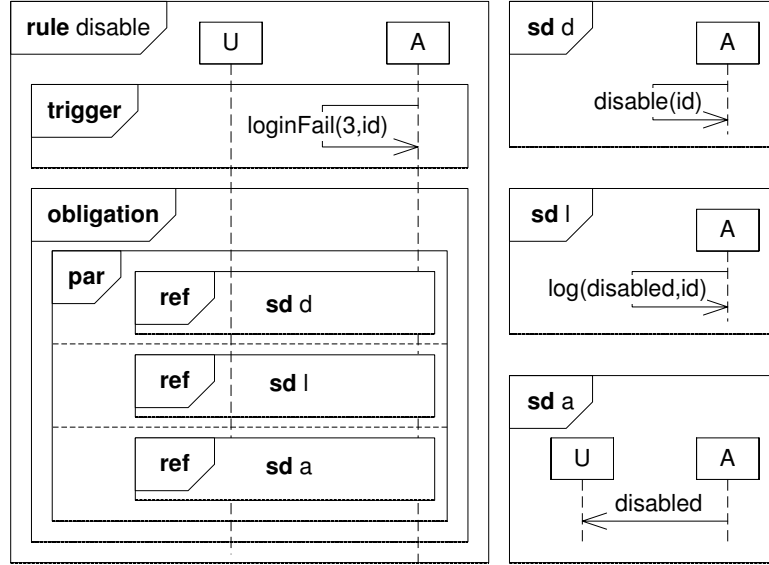 rule disable
U
A
trigger
loginFail(3,id)
obligation
par
ref
sd d
ref
sd l
ref
sd a
sd d
A
disable(id)
sd l
A
log(disabled,id)
sd a
U
A
disabled